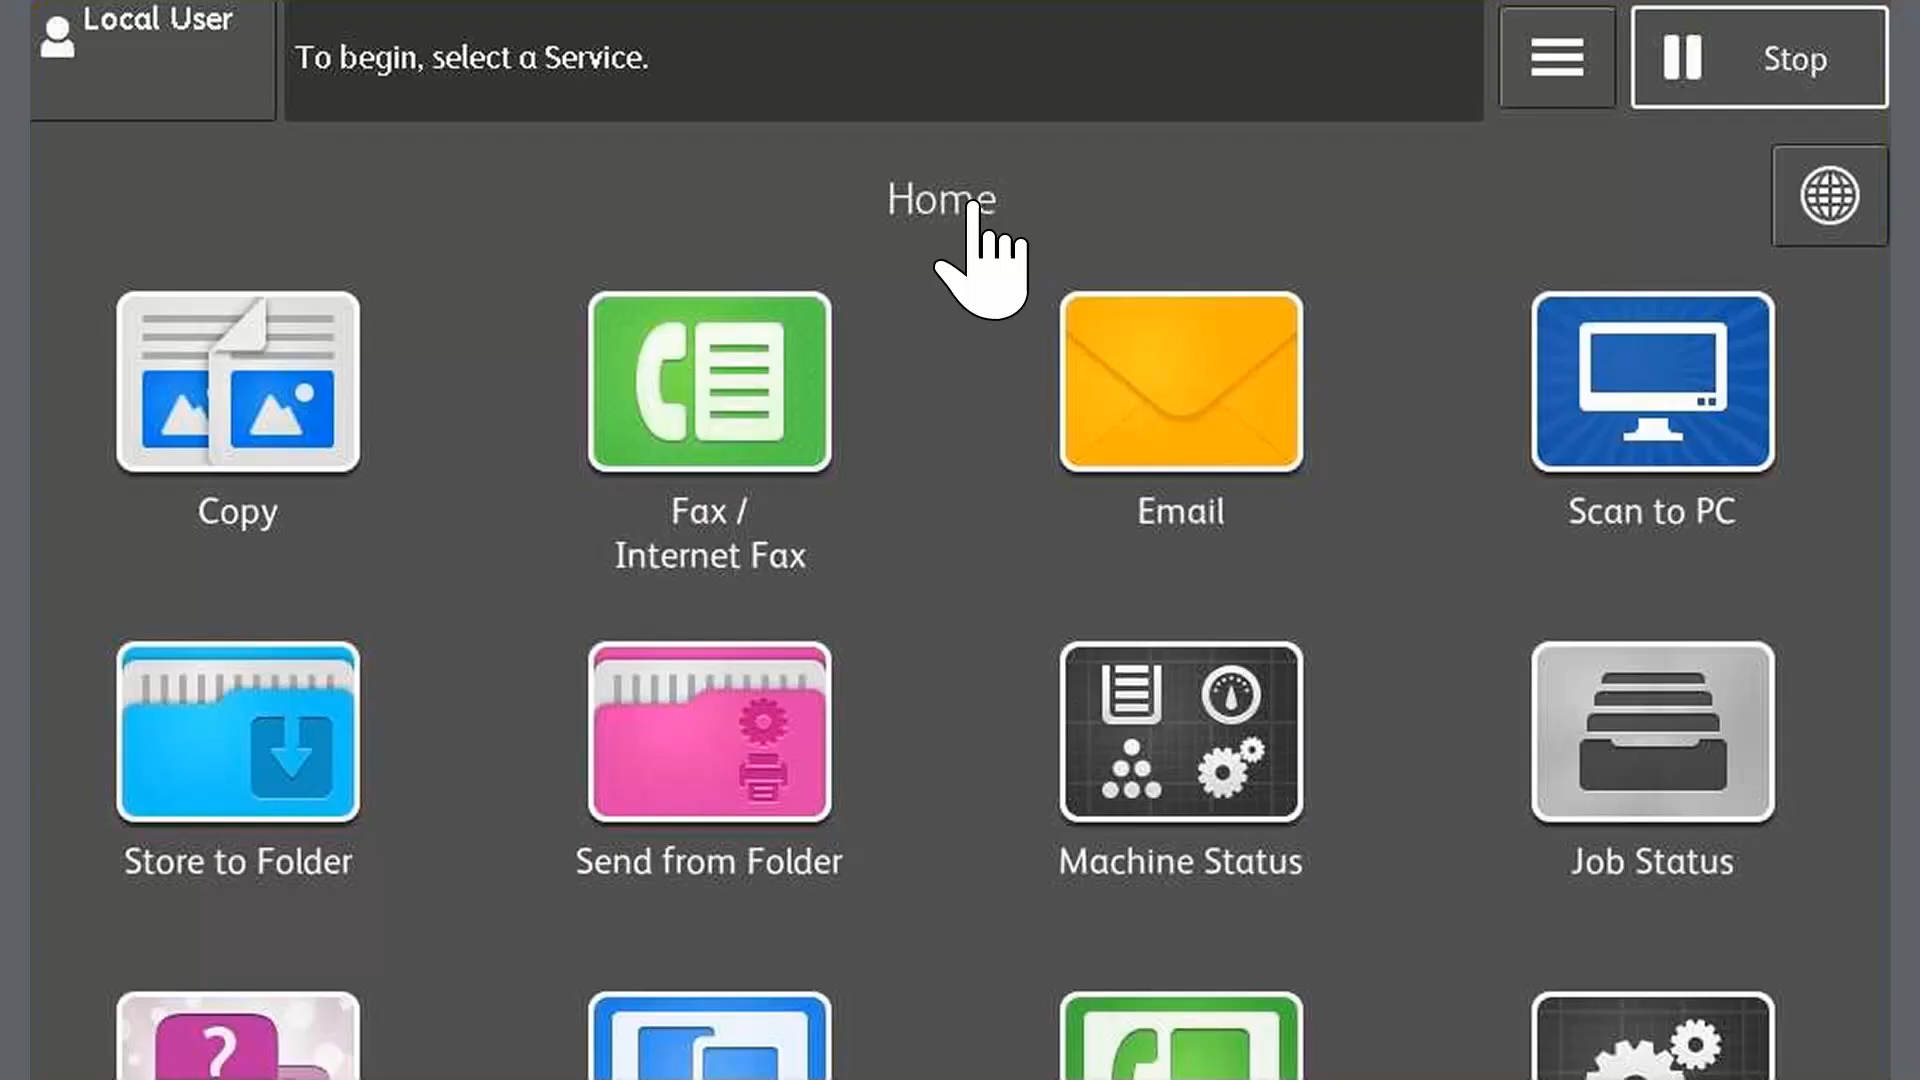 Local User
To begin, select a Service.
Stop
Home
Copy
Fax /
Internet Fax
Email
Scan to PC
Store to Folder
Send from Folder
Machine Status
Job Status
?